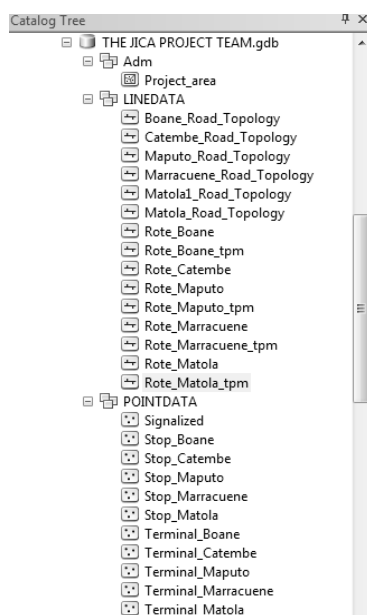 Catalog Tree
THE JICA PROJECT TEAM.gdb
Adm
Project_area
LINEDATA
Boane_Road_Topology
Catembe_Road_Topology
Maputo_Road_Topology
Marracuene_Road_Topology
Matola1_Road_Topology
Matola_Road_Topology
Rote_Boane
Rote_Boane_tpm
Rote_Catembe
Rote_Maputo
Rote_Maputo_tpm
Rote_Marracuene
Rote_Marracuene_tpm
Rote_Matola
Rote_Matola_tpm
POINTDATA
Signalized
Stop_Boane
Stop_Catembe
Stop_Maputo
Stop_Marracuene
Stop_Matola
Terminal_Boane
Terminal_Catembe
Terminal_Maputo
Terminal_Marracuene
Terminal_Matola